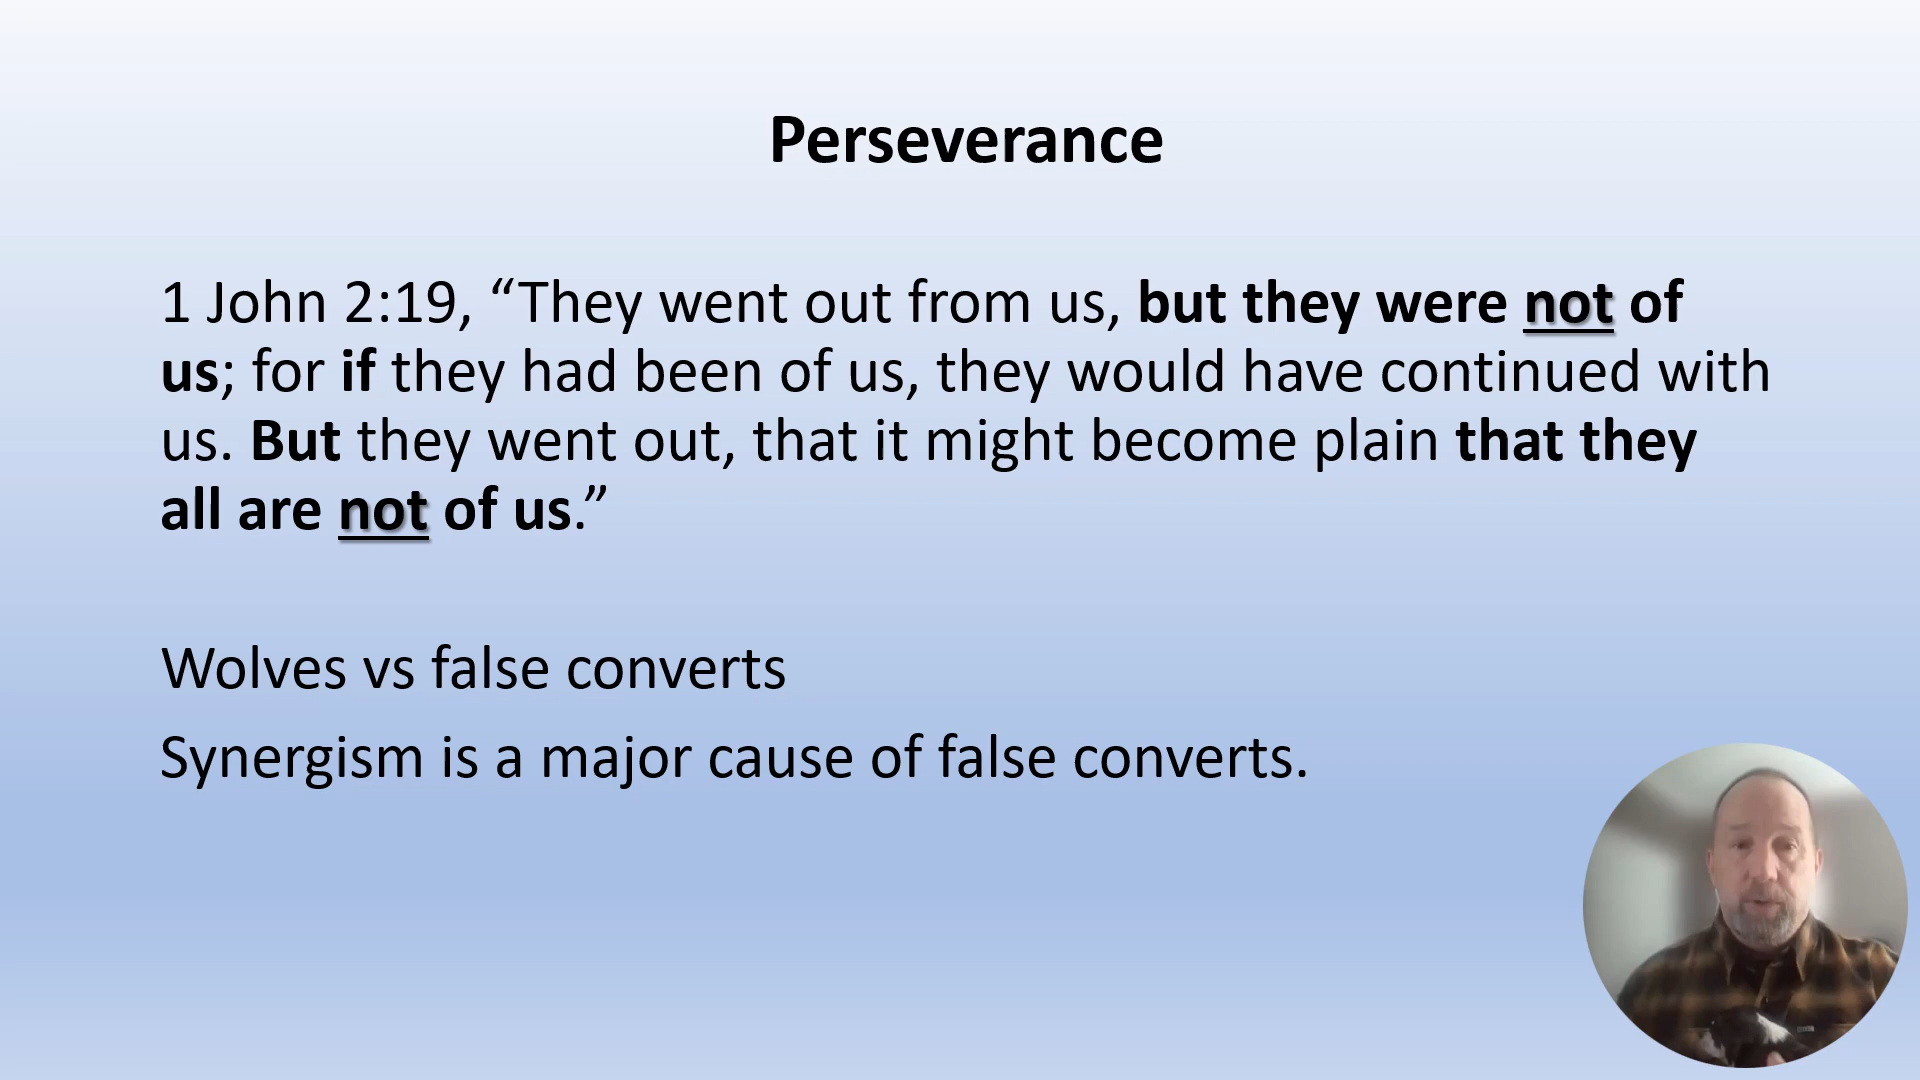 Perseverance
1 John 2:19, “They went out from us, but they were not of
us; for if they had been of us, they would have continued with
us. But they went out, that it might become plain that they
all are not of us.”
Wolves vs false converts
Synergism is a major cause of false converts.